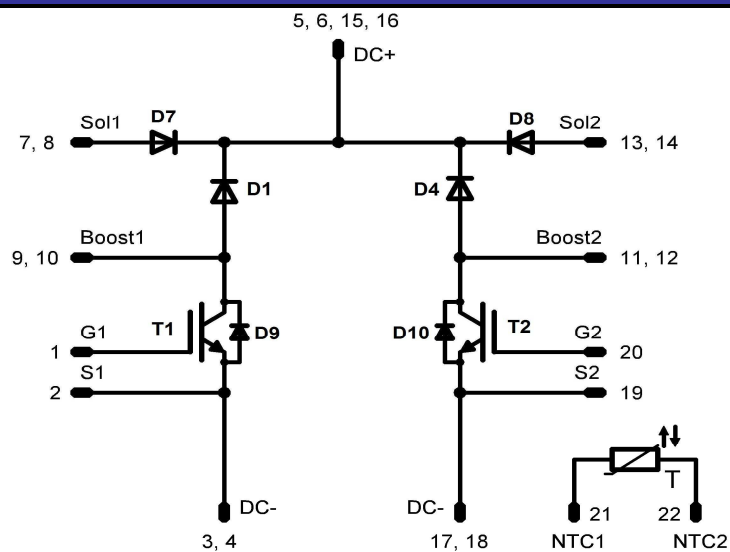 5, 6, 15, 16
DC+
Sol1 D7 D8 Sol2
7, 8 13, 14
D1 D4
Boost1 Boost2
9, 10 11, 12
T1 D9 D10 T2
G1 G2
1 20
S1 S2
2 19
T
DC- DC- 21 22
3, 4 17, 18 NTC1 NTC2